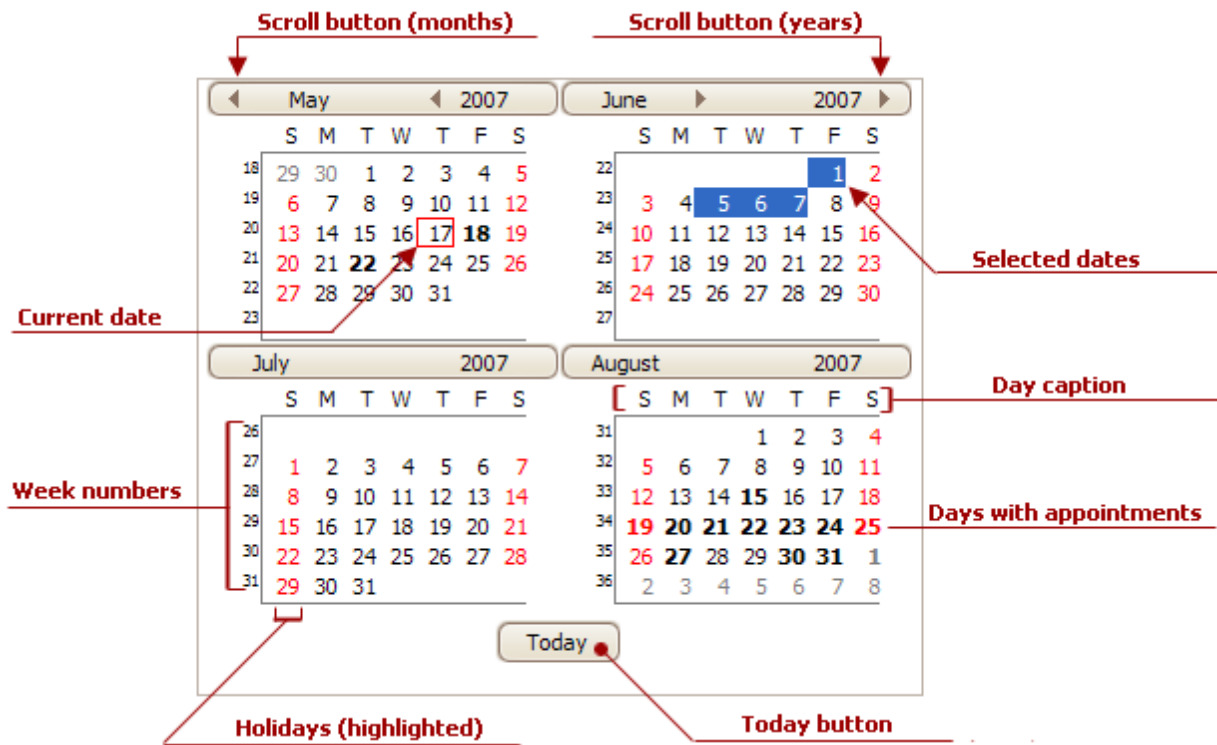 Scroll button (months) Scroll button (years)
May 2007 June 2007
S M T W T F S S M T W T F S
18 29 30 1 2 3 4 5 22 1 2
19 6 7 8 9 10 11 12 23 3 4 5 6 7 8 9
20 13 14 15 16 17 18 19 24 10 11 12 13 14 15 16
21 20 21 22 23 24 25 26 25 17 18 19 20 21 22 23
Selected dates
22 27 28 29 30 31 26 24 25 26 27 28 29 30
23 27
Current date
July 2007 August 2007
S M T W T F S S M T W T F S
Day caption
26 31 1 2 3 4
27 1 2 3 4 5 6 7 32 5 6 7 8 9 10 11
28 8 9 10 11 12 13 14 33 12 13 14 15 16 17 18
Week numbers
29 15 16 17 18 19 20 21 34 19 20 21 22 23 24 25
Days with appointments
30 22 23 24 25 26 27 28 35 26 27 28 29 30 31 1
31 29 30 31 36 2 3 4 5 6 7 8
Today
Holidays (highlighted) Today button